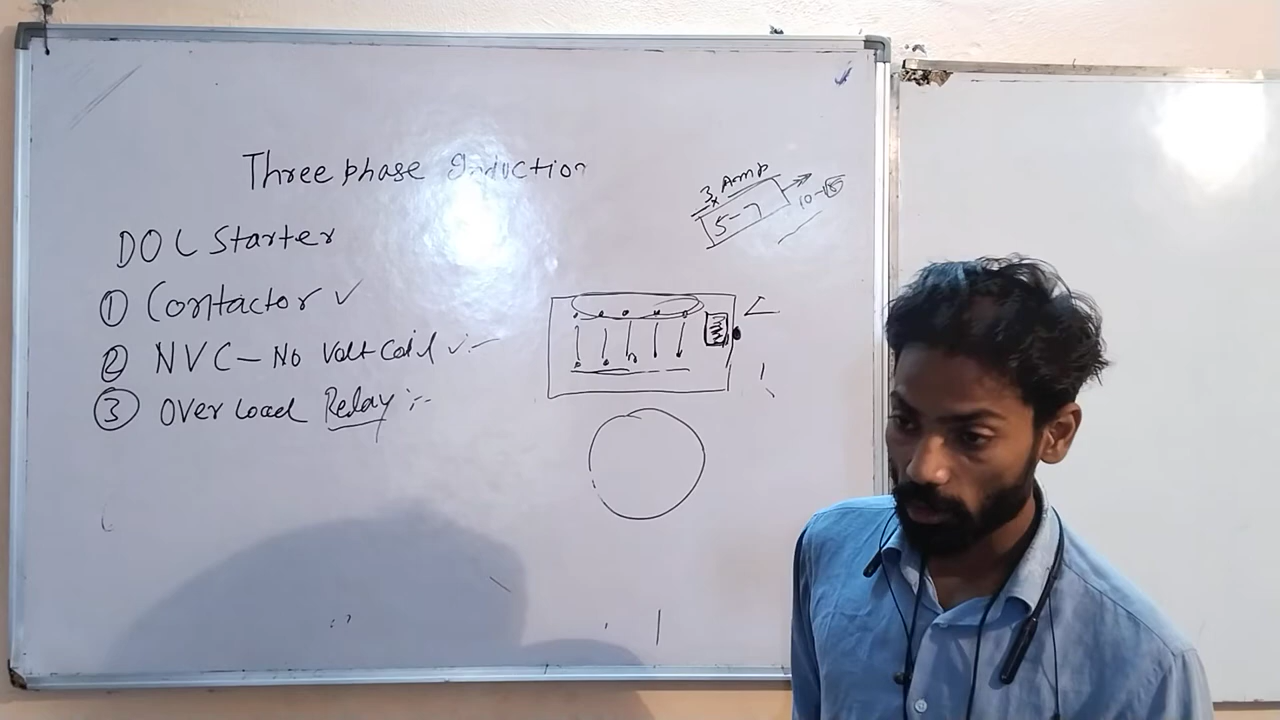 Three phase Induction
DOL Starter
① Contactor ✓
② NVC - No Volt Coil ✓ :-
③ Over Load Relay :-
3 Amp
5-7
10-15